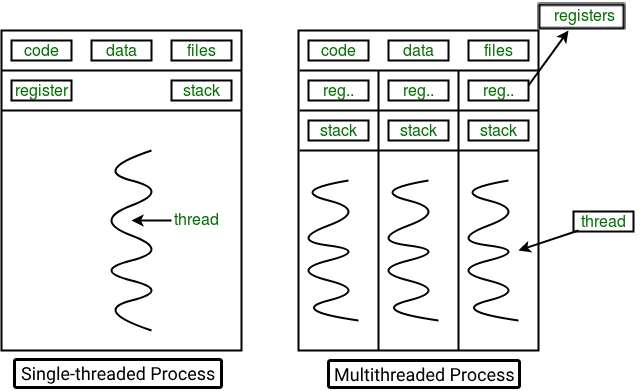 registers
code data files
register stack
thread
Single-threaded Process
code data files
reg.. reg.. reg..
stack stack stack
thread
Multithreaded Process